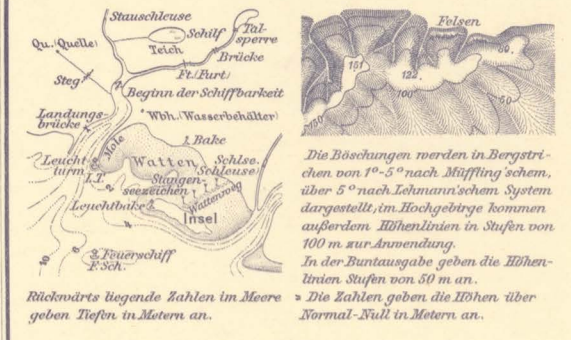 Stauschleuse
Schilf
Tal-
sperre
Qu. (Quelle)
Teich
Brücke
Steg
Ft. (Furt)
Beginn der Schiffbarkeit
Landungs-
brücke
Wbh. (Wasserbehälter)
Mole
Bake
Leucht
turm
Watten
Schlse.
Schleuse
L.T.
2
Stangen-
seezeichen
Wattenweg
Leuchtbake
Insel
4
6
10
Feuerschiff
F. Sch.
Rückwärts liegende Zahlen im Meere
geben Tiefen in Metern an.
Felsen
151
122
100
50
150
Die Böschungen werden in Bergstri-
chen von 1°-5° nach Müffling'schem,
über 5° nach Lehmann'schem System
dargestellt, im Hochgebirge kommen
außerdem Höhenlinien in Stufen von
100 m zur Anwendung.
In der Buntausgabe geben die Höhen-
linien Stufen von 50 m an.
Die Zahlen geben die Höhen über
Normal-Null in Metern an.